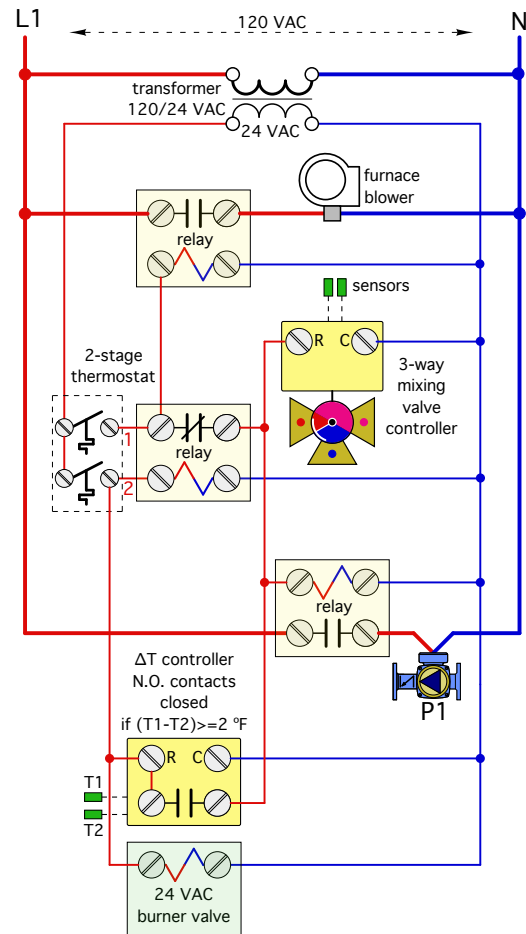 L1
120 VAC
N
transformer
120/24 VAC
24 VAC
furnace
blower
relay
sensors
R
C
3-way
mixing
valve
controller
2-stage
thermostat
1
relay
2
relay
P1
ΔT controller
N.O. contacts
closed
if (T1-T2)>=2 ºF
R
C
T1
T2
24 VAC
burner valve